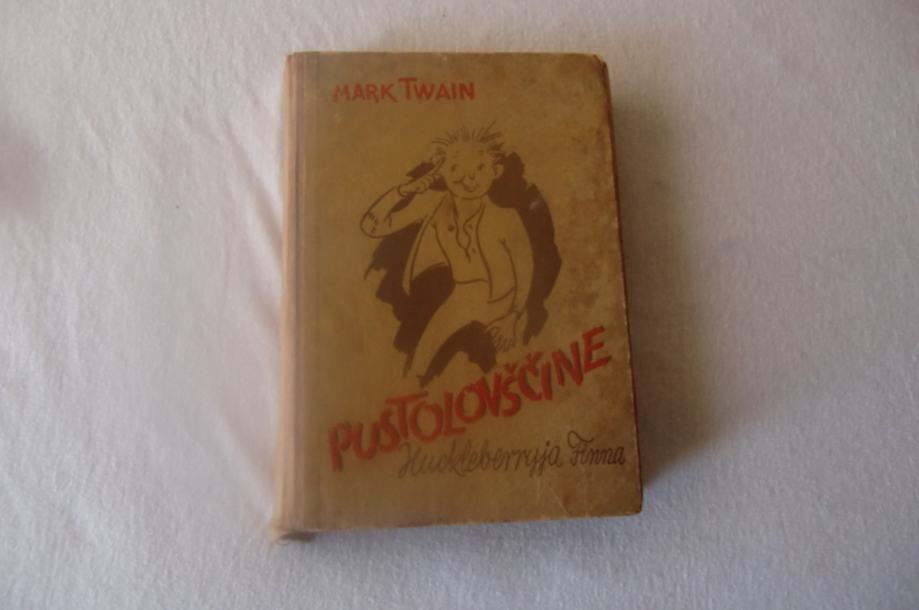 MARK TWAIN
PUSTOLOVŠČINE
Huckleberryja Finna